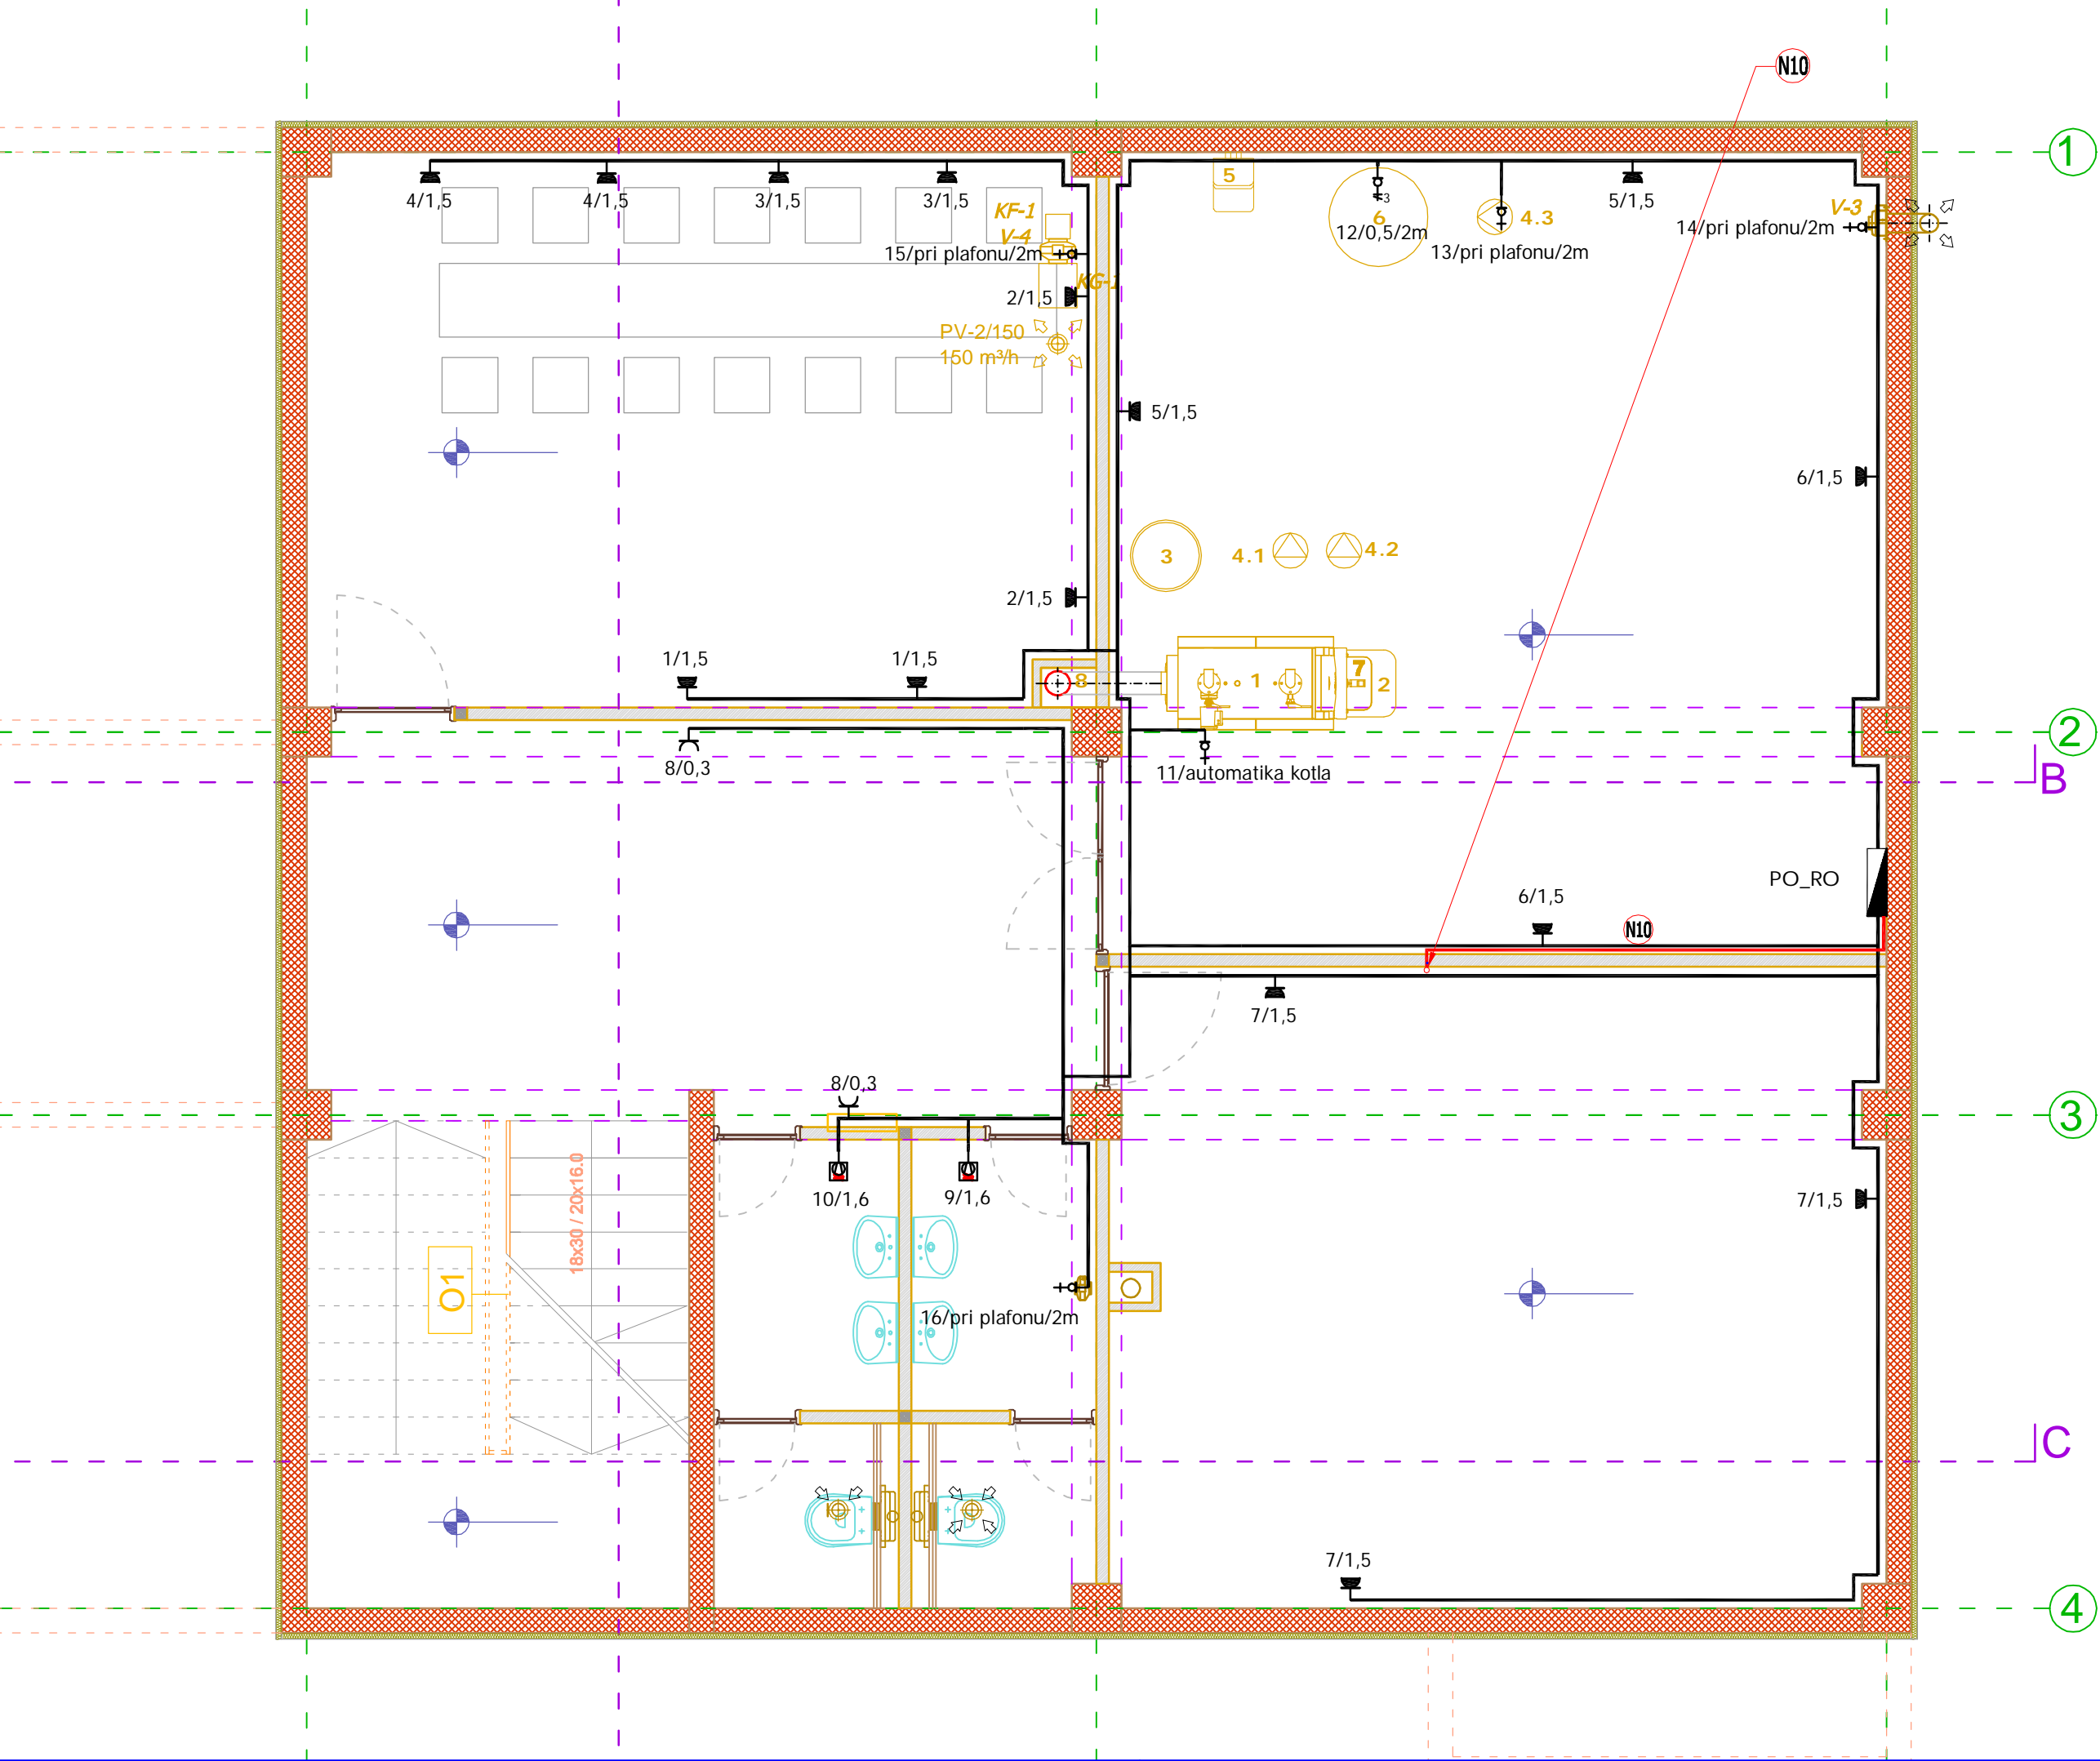 N10
1
4/1,5
4/1,5
3/1,5
3/1,5
KF-1
V-4
15/pri plafonu/2m
KG-1
2/1,5
PV-2/150
150 m³/h
5
6
3
12/0,5/2m
4.3
13/pri plafonu/2m
5/1,5
V-3
14/pri plafonu/2m
5/1,5
6/1,5
3
4.1
4.2
2/1,5
1/1,5
1/1,5
8
1
7
2
2
8/0,3
11/automatika kotla
B
PO_RO
6/1,5
N10
7/1,5
8/0,3
3
18x30 / 20x16.0
10/1,6
9/1,6
7/1,5
O1
16/pri plafonu/2m
C
7/1,5
4